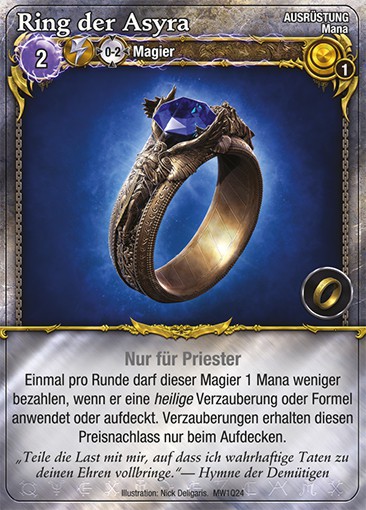 Ring der Asyra
AUSRÜSTUNG
Mana
2
0-2
Magier
1
Nur für Priester
Einmal pro Runde darf dieser Magier 1 Mana weniger
bezahlen, wenn er eine heilige Verzauberung oder Formel
anwendet oder aufdeckt. Verzauberungen erhalten diesen
Preisnachlass nur beim Aufdecken.
„Teile die Last mit mir, auf dass ich wahrhaftige Taten zu
deinen Ehren vollbringe.“— Hymne der Demütigen
Illustration: Nick Deligaris. MW1Q24